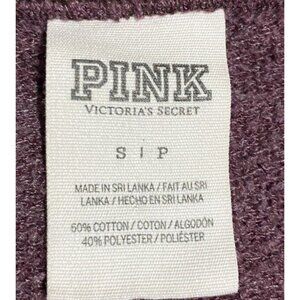 PINK
VICTORIA'S SECRET
S | P
MADE IN SRI LANKA / FAIT AU SRI
LANKA / HECHO EN SRI LANKA
60% COTTON / COTON / ALGODÓN
40% POLYESTER / POLIÉSTER